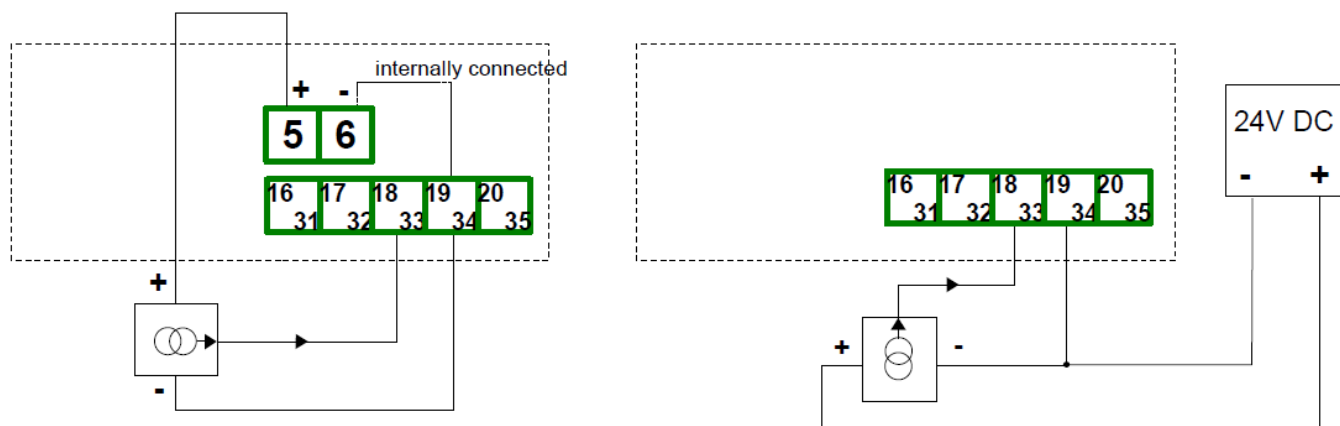 internally connected
+ -
5 6
16 17 18 19 20
31 32 33 34 35
+
-
24V DC
- +
16 17 18 19 20
31 32 33 34 35
+ -